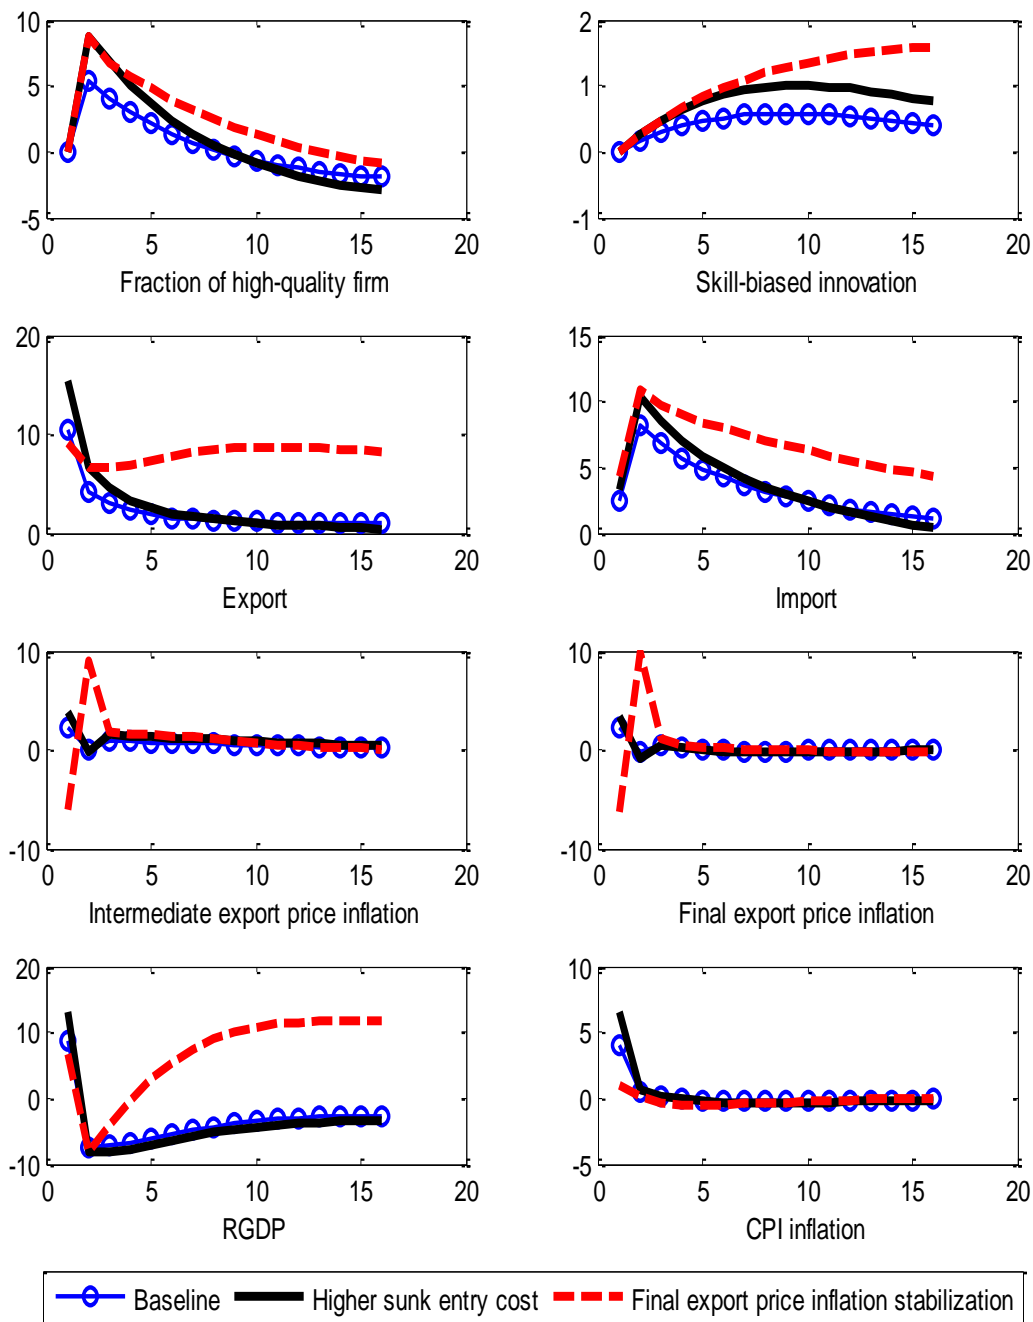 10
5
0
-5
0 5 10 15 20
Fraction of high-quality firm
2
1
0
-1
0 5 10 15 20
Skill-biased innovation
20
10
0
0 5 10 15 20
Export
15
10
5
0
0 5 10 15 20
Import
10
0
-10
0 5 10 15 20
Intermediate export price inflation
10
0
-10
0 5 10 15 20
Final export price inflation
20
10
0
-10
0 5 10 15 20
RGDP
10
5
0
-5
0 5 10 15 20
CPI inflation
Baseline Higher sunk entry cost Final export price inflation stabilization